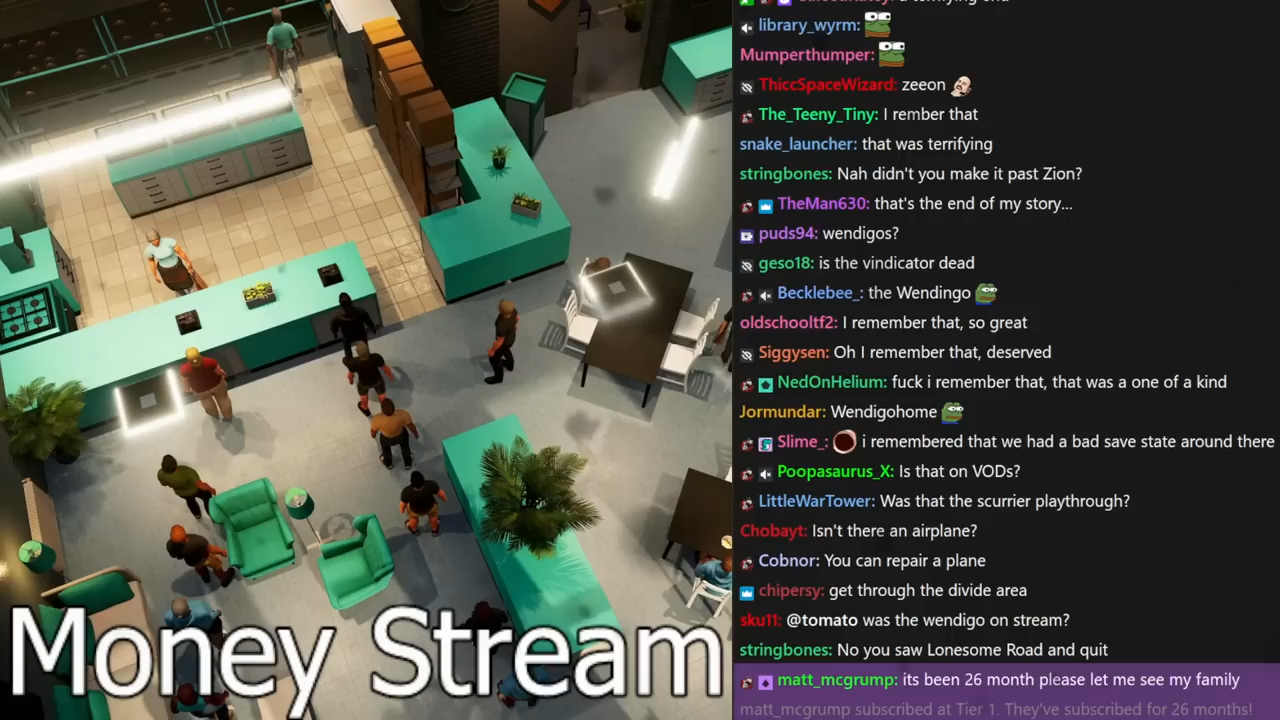 library_wyrm:
Mumperthumper:
ThiccSpaceWizard: zeeon
The_Teeny_Tiny: I rember that
snake_launcher: that was terrifying
stringbones: Nah didn't you make it past Zion?
TheMan630: that's the end of my story...
puds94: wendigos?
geso18: is the vindicator dead
Becklebee_: the Wendingo
oldschooltf2: I remember that, so great
Siggysen: Oh I remember that, deserved
NedOnHelium: fuck i remember that, that was a one of a kind
Jormundar: Wendigohome
Slime_: i remembered that we had a bad save state around there
Poopasaurus_X: Is that on VODs?
LittleWarTower: Was that the scurrier playthrough?
Chobayt: Isn't there an airplane?
Cobnor: You can repair a plane
chipersy: get through the divide area
sku11: @tomato was the wendigo on stream?
stringbones: No you saw Lonesome Road and quit
matt_mcgrump: its been 26 month please let me see my family
matt_mcgrump subscribed at Tier 1. They've subscribed for 26 months!
Money Stream